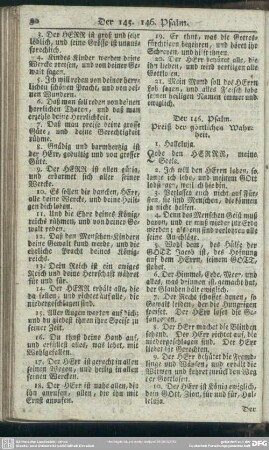 80 Der 145. 146. Psalm.
3. Der HERR ist groß und sehr
löblich, und seine Grösse ist unaus-
sprechlich.
4. Kindes Kinder werden deine
Wercke preisen, und von deiner Ge-
walt sagen.
5. Ich will reden von deiner herr-
lichen schönen Pracht, und von dei-
nen Wundern.
6. Daß man soll reden von deinen
herrlichen Thaten, und daß man
erzehle deine Herrlichkeit.
7. Daß man preise deine grosse
Güte, und deine Gerechtigkeit
rühme.
8. Gnädig und barmhertzig ist
der HErr, gedultig und von grosser
Güte.
9. Der HErr ist allen gütig,
und erbarmet sich aller seiner
Wercke.
10. Es sollen dir dancken, HErr,
alle deine Wercke, und deine Heili-
gen dich loben.
11. Und die Ehre deines König-
reichs rühmen, und von deiner Ge-
walt reden.
12. Daß den Menschen-Kindern
deine Gewalt kund werde, und die
ehrliche Pracht deines König-
reichs.
13. Dein Reich ist ein ewiges
Reich und deine Herrschaft währet
für und für.
14. Der HERR erhält alle, die
da fallen, und richtet auf alle, die
niedergeschlagen sind.
15. Aller Augen warten auf dich;
und du giebest ihnen ihre Speise zu
seiner Zeit.
16. Du thust deine Hand auf,
und erfüllest alles, was lebet, mit
Wohlgefallen.
17. Der HErr ist gerecht in allen
seinen Wegen, und heilig in allen
seinen Wercken.
18. Der HErr ist nahe allen, die
ihn anruffen, allen, die ihn mit
Ernst anruffen.
19. Er thut, was die Gottes-
fürchtigen begehren, und höret ihr
Schreyen, und hilft ihnen.
20. Der HErr behütet alle, die
ihn lieben, und wird vertilgen alle
Gottlosen.
21. Mein Mund soll des HErrn
Lob sagen, und alles Fleisch lobe
seinen heiligen Namen immer und
ewiglich.
Der 146. Psalm.
Preiß der göttlichen Wahr-
heit.
1. Halleluja.
Lobe den HERRN, meine
Seele.
2. Ich will den HErrn loben, so
lange ich lebe, und meinem GOtt
lobsingen, weil ich hie bin.
3. Verlasset euch nicht auf Für-
sten, sie sind Menschen, die können
ja nicht helfen.
4. Denn des Menschen Geist muß
davon, und er muß wieder zur Erde
werden; alsdenn sind verlohren alle
seine Anschläge.
5. Wohl dem, des Hülfe der
GOtt Jacob ist, des Hoffnung
auf dem HErrn, seinem GOtt,
stehet.
6. Der Himmel, Erde, Meer, und
alles, was drinnen ist, gemacht hat,
der Glauben hält ewiglich.
7. Der Recht schaffet denen, so
Gewalt leiden, der die Hungrigen
speiset. Der HErr löset die Ge-
fangenen.
8. Der HErr machet die Blinden
sehend. Der HErr richtet auf, die
niedergeschlagen sind. Der HErr
liebet die Gerechten.
9. Der HErr behütet die Fremd-
linge und Wäysen, und erhält die
Wittwen, und kehret zurück den Weg
der Gottlosen.
10. Der HErr ist König ewiglich,
dein GOtt, Zion, für und für, Hal-
leluja.
Der